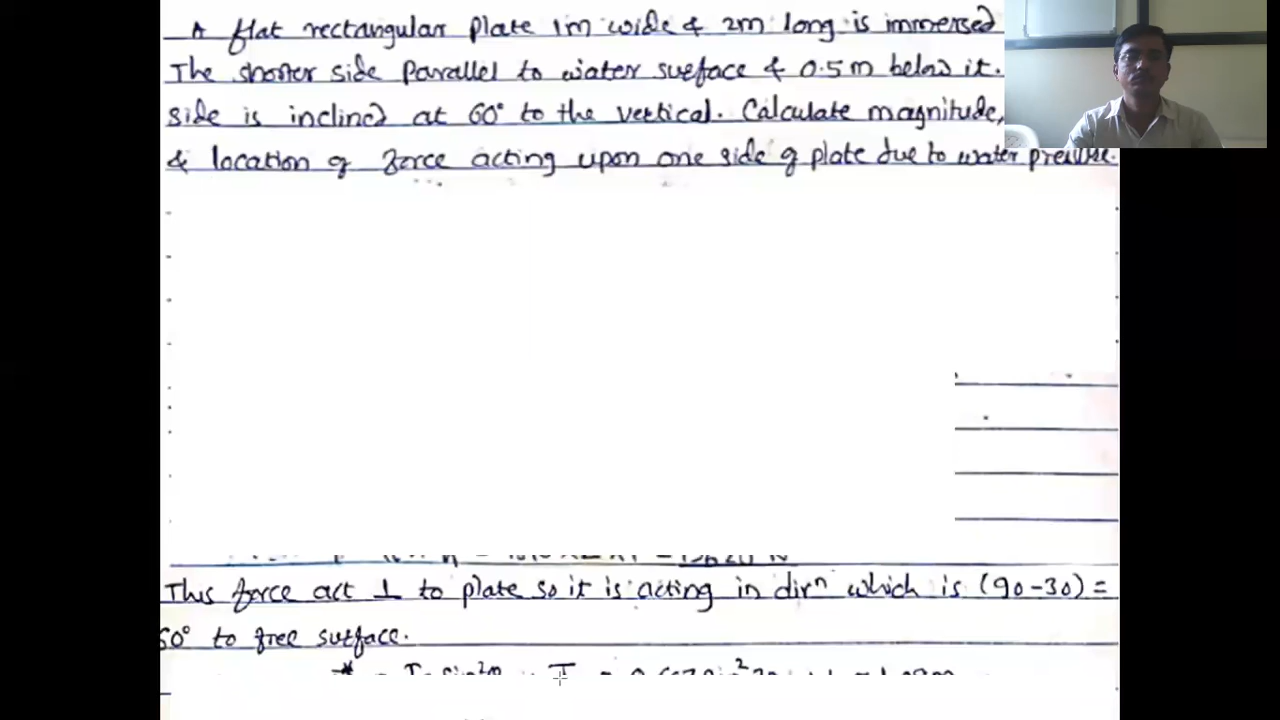 A flat rectangular plate 1m wide & 2m long is immersed
The shorter side parallel to water surface & 0.5m below it.
side is inclined at 60° to the vertical. Calculate magnitude,
& location of force acting upon one side of plate due to water pressure.
This force act ⊥ to plate so it is acting in dirⁿ which is (90-30) =
60° to free surface.